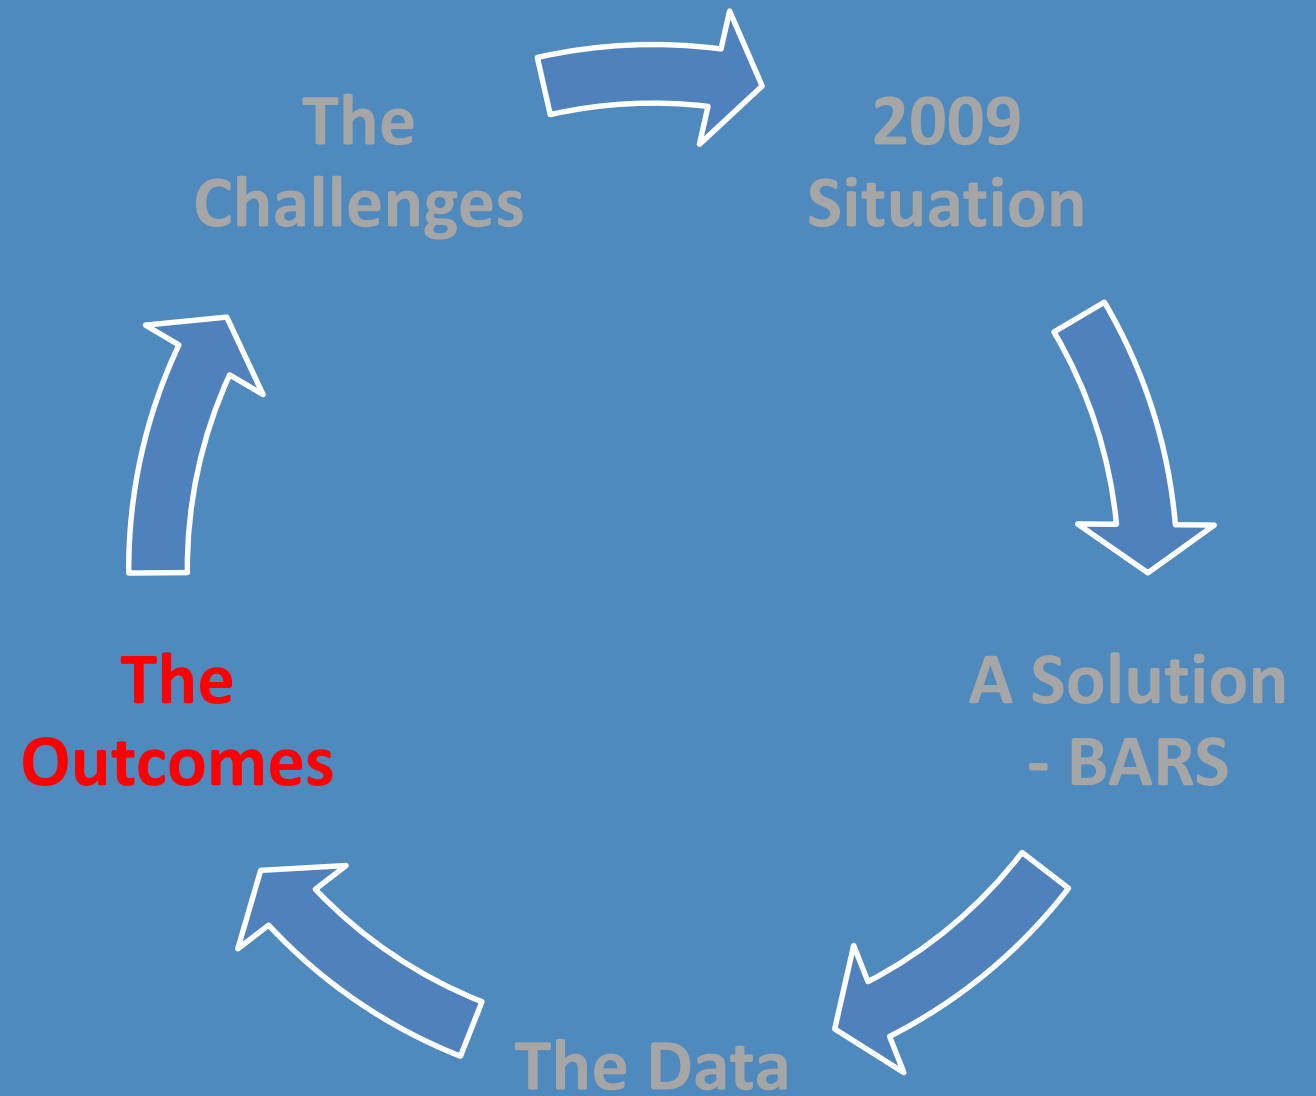 The
Challenges
2009
Situation
A Solution
- BARS
The Data
The
Outcomes